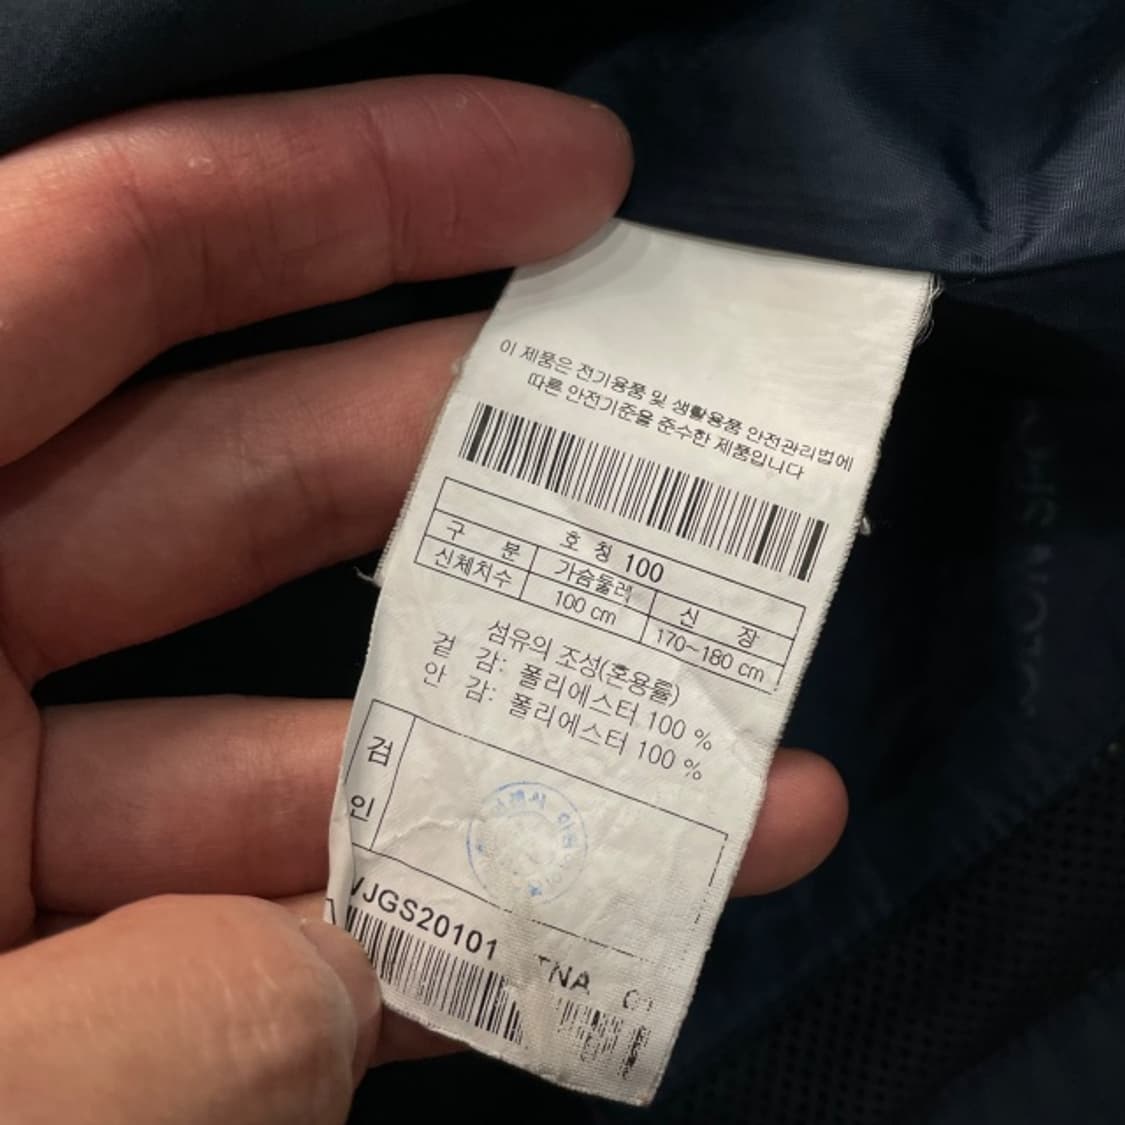 이 제품은 전기용품 및 생활용품 안전관리법에
따른 안전기준을 준수한 제품입니다
호 칭 100
구 분 가슴둘레 신 장
신체치수 100 cm 170~180 cm
섬유의 조성(혼용률)
겉 감: 폴리에스터 100 %
안 감: 폴리에스터 100 %
검
인
JGS20101